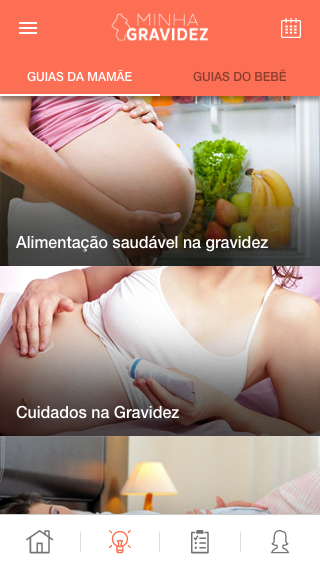 MINHA
GRAVIDEZ
GUIAS DA MAMÃE
GUIAS DO BEBÊ
Alimentação saudável na gravidez
Cuidados na Gravidez